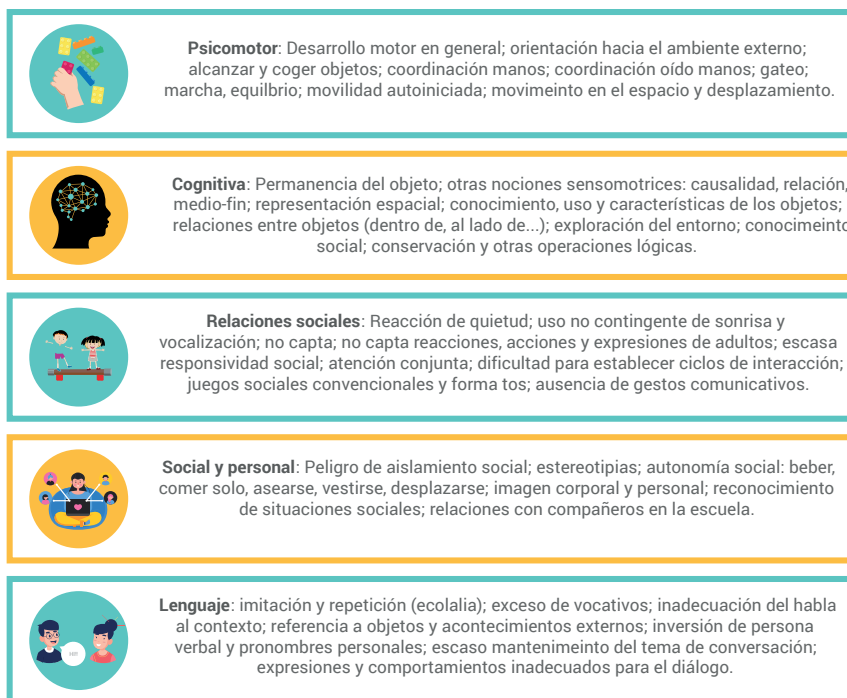 Psicomotor: Desarrollo motor en general; orientación hacia el ambiente externo;
alcanzar y coger objetos; coordinación manos; coordinación oído manos; gateo;
marcha, equilbrio; movilidad autoiniciada; movimeinto en el espacio y desplazamiento.
Cognitiva: Permanencia del objeto; otras nociones sensomotrices: causalidad, relación,
medio-fin; representación espacial; conocimiento, uso y características de los objetos;
relaciones entre objetos (dentro de, al lado de...); exploración del entorno; conocimeinto
social; conservación y otras operaciones lógicas.
Relaciones sociales: Reacción de quietud; uso no contingente de sonrisa y
vocalización; no capta; no capta reacciones, acciones y expresiones de adultos; escasa
responsividad social; atención conjunta; dificultad para establecer ciclos de interacción;
juegos sociales convencionales y forma tos; ausencia de gestos comunicativos.
Social y personal: Peligro de aislamiento social; estereotipias; autonomía social: beber,
comer solo, asearse, vestirse, desplazarse; imagen corporal y personal; reconocimiento
de situaciones sociales; relaciones con compañeros en la escuela.
Lenguaje: imitación y repetición (ecolalia); exceso de vocativos; inadecuación del habla
al contexto; referencia a objetos y acontecimientos externos; inversión de persona
verbal y pronombres personales; escaso mantenimeinto del tema de conversación;
expresiones y comportamientos inadecuados para el diálogo.